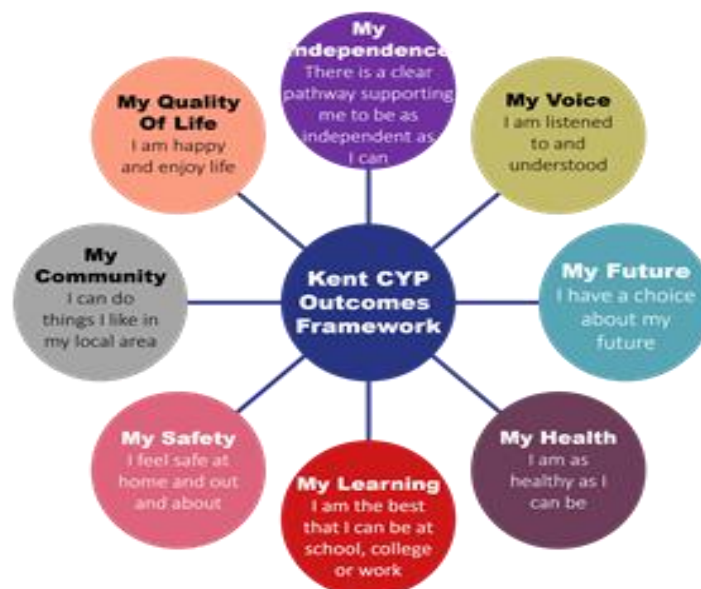 My
Independence
There is a clear
pathway supporting
me to be as
independent as
I can
My Voice
I am listened
to and
understood
My Future
I have a choice
about my
future
My Health
I am as
healthy as I
can be
My Learning
I am the best
that I can be at
school, college
or work
My Safety
I feel safe at
home and out
and about
My
Community
I can do
things I like in
my local area
My Quality
Of Life
I am happy
and enjoy life
Kent CYP
Outcomes
Framework